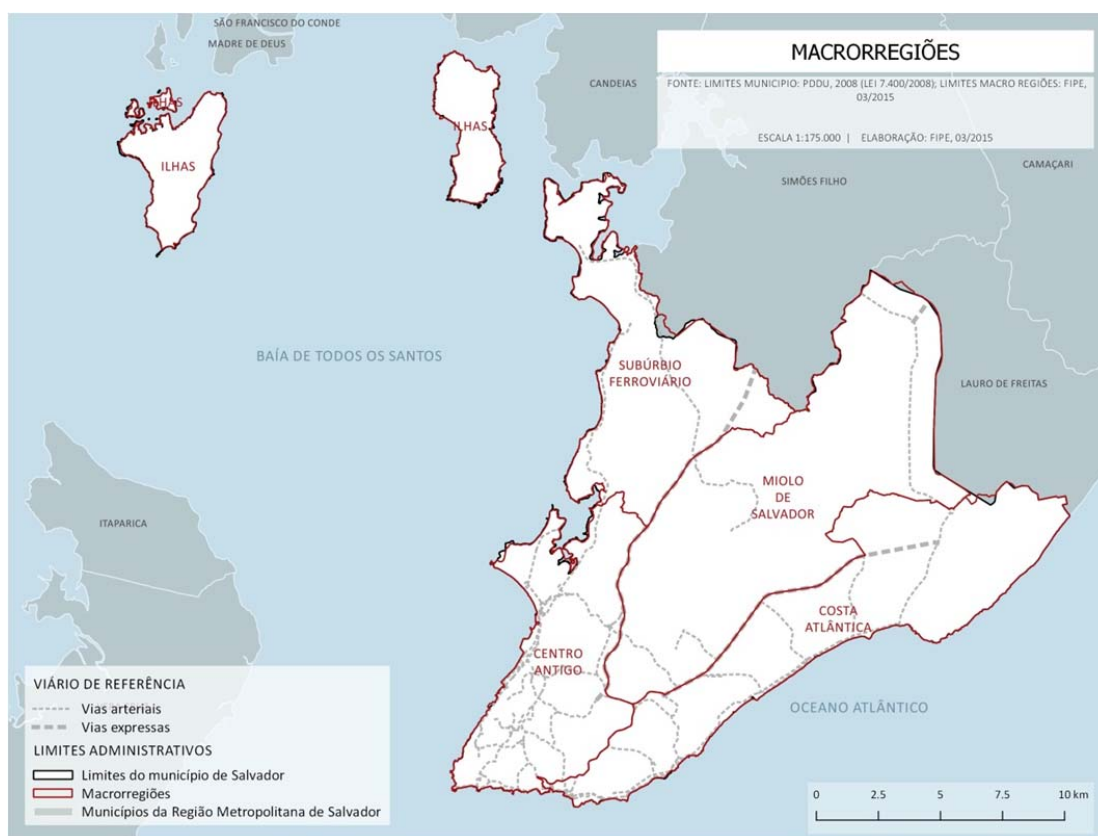 SÃO FRANCISCO DO CONDE
MADRE DE DEUS
MACRORREGIÕES
FONTE: LIMITES MUNICIPIO: PDDU, 2008 (LEI 7.400/2008); LIMITES MACRO REGIÕES: FIPE,
03/2015
ESCALA 1:175.000 | ELABORAÇÃO: FIPE, 03/2015
CANDEIAS
CAMAÇARI
SIMÕES FILHO
ILHAS
ILHAS
ILHAS
BAÍA DE TODOS OS SANTOS
SUBÚRBIO
FERROVIÁRIO
LAURO DE FREITAS
MIOLO
DE
SALVADOR
ITAPARICA
COSTA
ATLÂNTICA
CENTRO
ANTIGO
OCEANO ATLÂNTICO
VIÁRIO DE REFERÊNCIA
Vias arteriais
Vias expressas
LIMITES ADMINISTRATIVOS
Limites do município de Salvador
Macrorregiões
Municípios da Região Metropolitana de Salvador
0 2.5 5 7.5 10 km